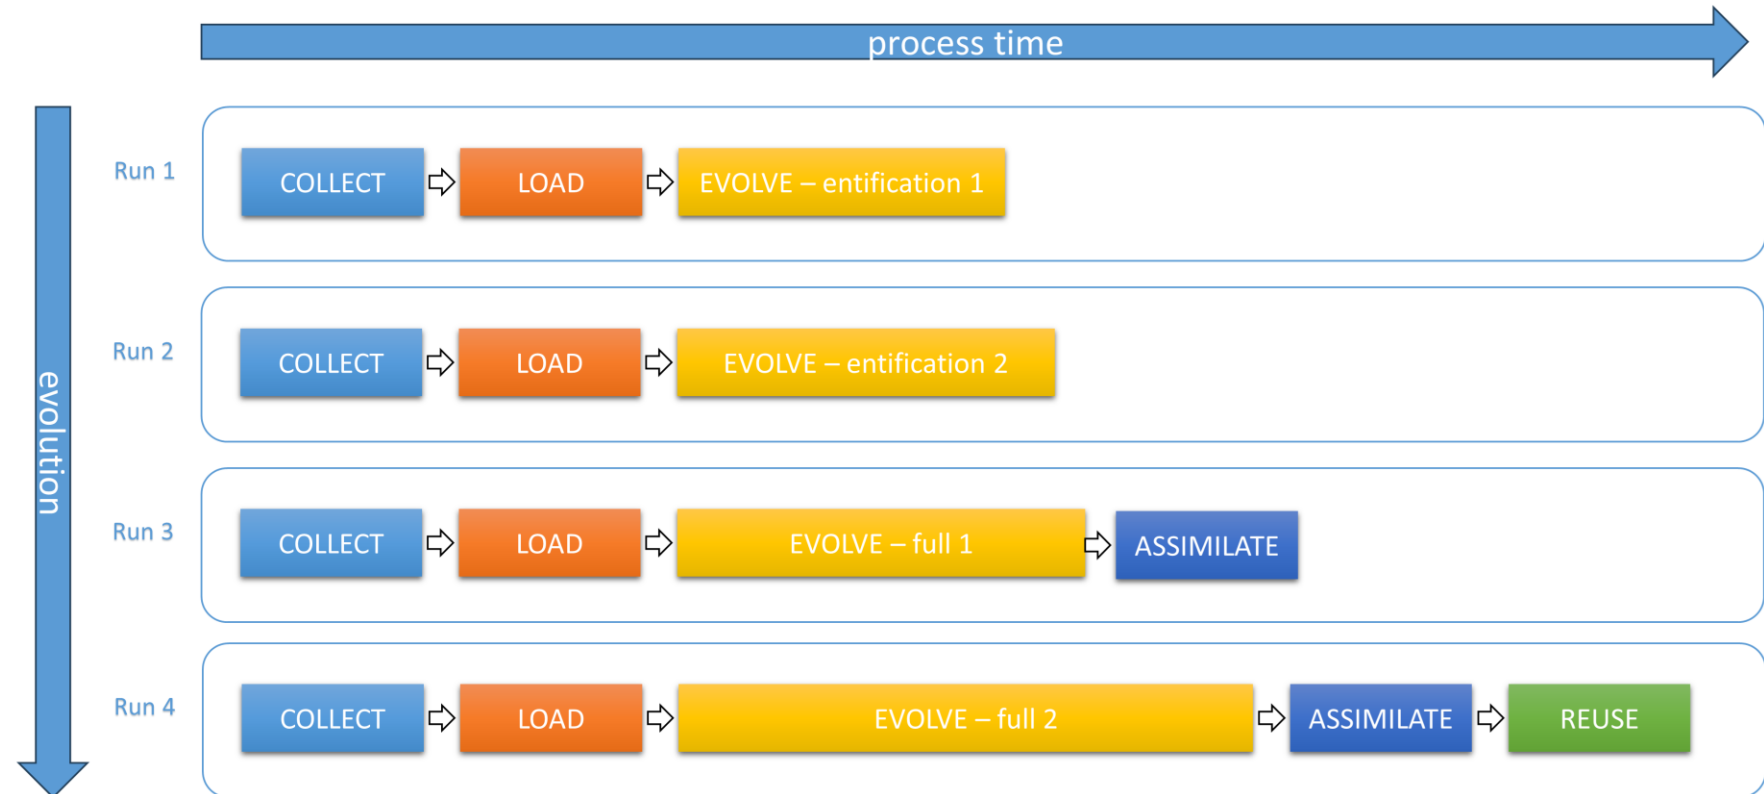 process time
evolution
Run 1
COLLECT
LOAD
EVOLVE – entification 1
Run 2
COLLECT
LOAD
EVOLVE – entification 2
Run 3
COLLECT
LOAD
EVOLVE – full 1
ASSIMILATE
Run 4
COLLECT
LOAD
EVOLVE – full 2
ASSIMILATE
REUSE